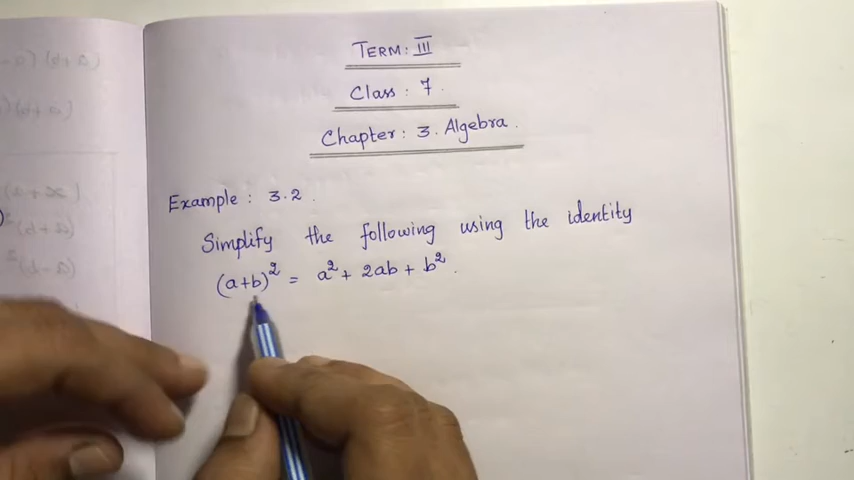 TERM: III
Class : 7.
Chapter: 3. Algebra.
Example : 3.2.
Simplify the following using the identity
(a+b)² = a² + 2ab + b².